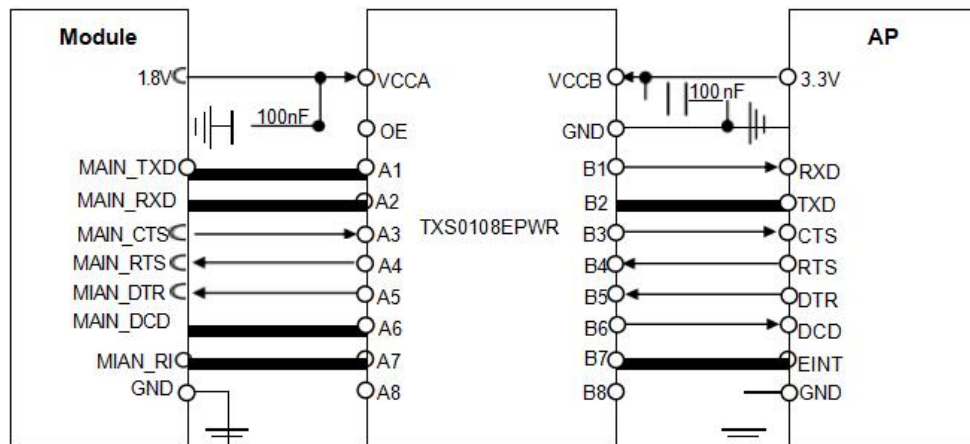 Module
AP
1.8V
VCCA
VCCB
3.3V
100nF
100 nF
OE
GND
MAIN_TXD
A1
B1
RXD
MAIN_RXD
A2
TXS0108EPWR
B2
TXD
MAIN_CTS
A3
B3
CTS
MAIN_RTS
A4
B4
RTS
MIAN_DTR
A5
B5
DTR
MAIN_DCD
A6
B6
DCD
MIAN_RI
A7
B7
EINT
GND
A8
B8
GND